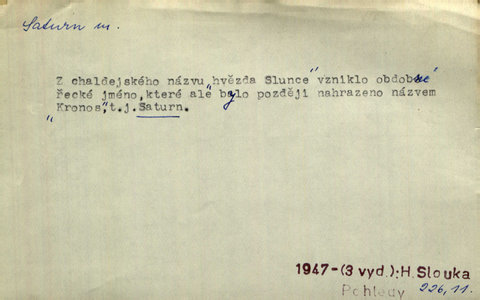 Saturn m.
Z chaldejského názvu „hvězda Slunce" vzniklo obdobné
řecké jméno, které ale bylo později nahrazeno názvem
„Kronos", t.j. Saturn.
1947-(3 vyd.): H. Slouka
Pohledy 226, 11.